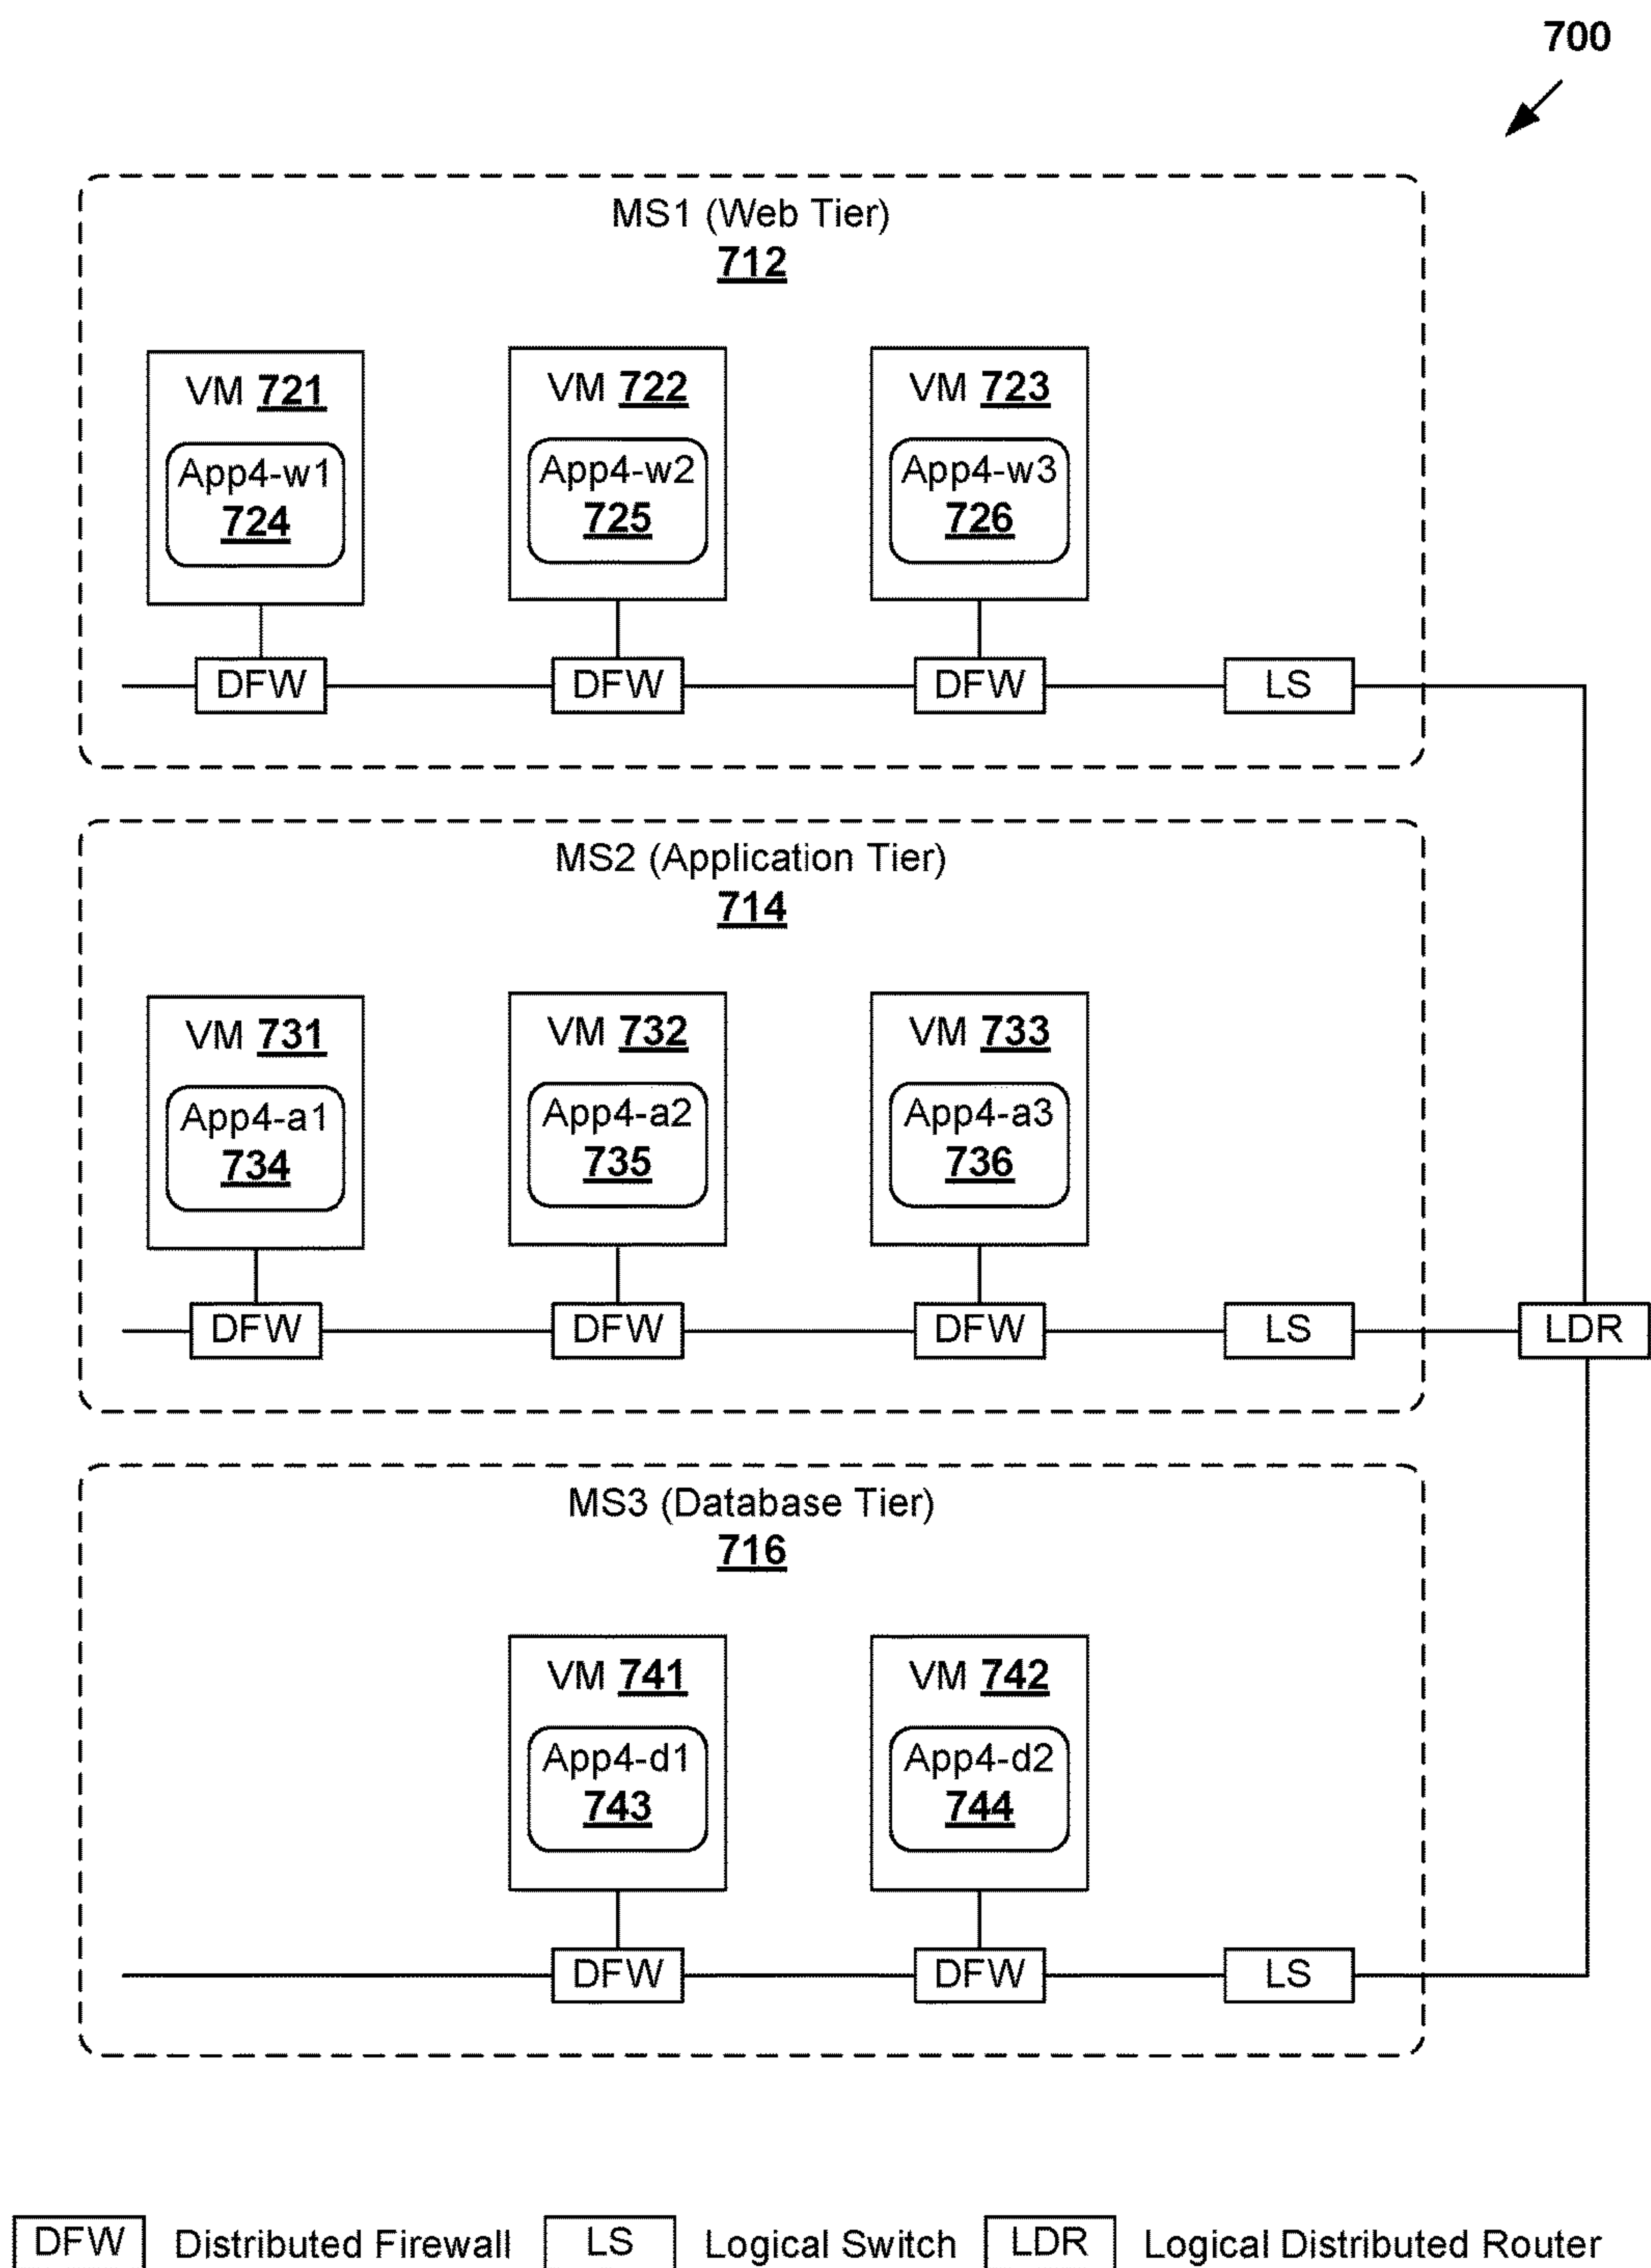 700
MS1 (Web Tier)
712
VM 721 VM 722 VM 723
App4-w1 App4-w2 App4-w3
724 725 726
DFW DFW DFW LS
MS2 (Application Tier)
714
VM 731 VM 732 VM 733
App4-a1 App4-a2 App4-a3
734 735 736
DFW DFW DFW LS LDR
MS3 (Database Tier)
716
VM 741 VM 742
App4-d1 App4-d2
743 744
DFW DFW LS
DFW Distributed Firewall LS Logical Switch LDR Logical Distributed Router